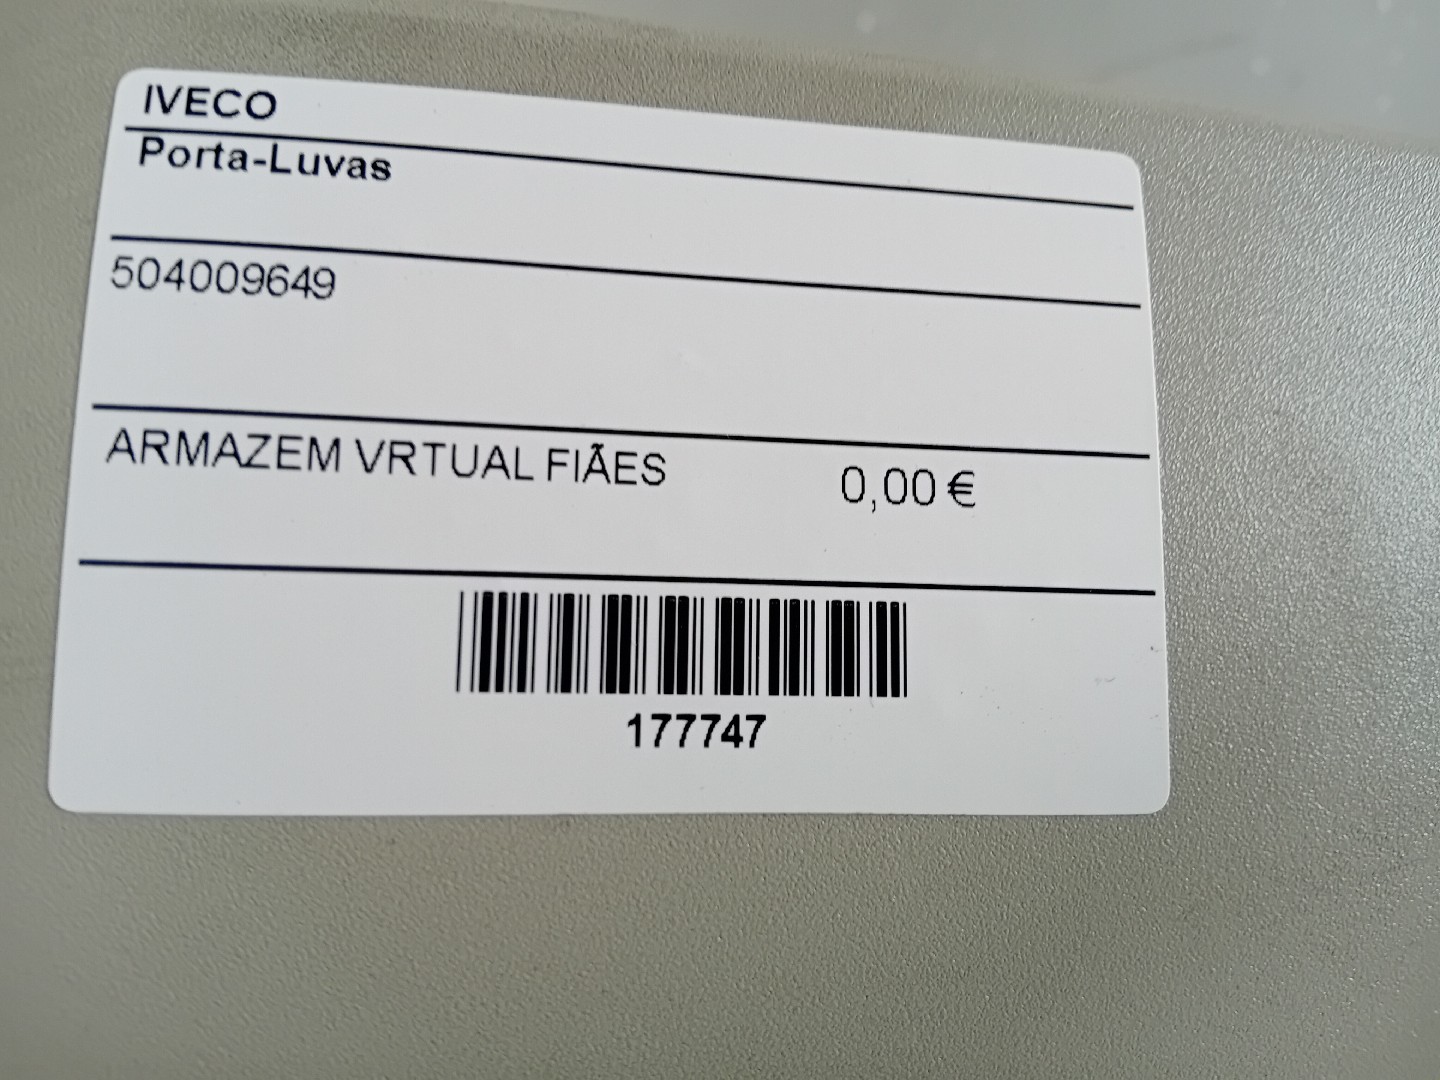 IVECO
Porta-Luvas
504009649
ARMAZEM VRTUAL FIÃES 0,00 €
177747